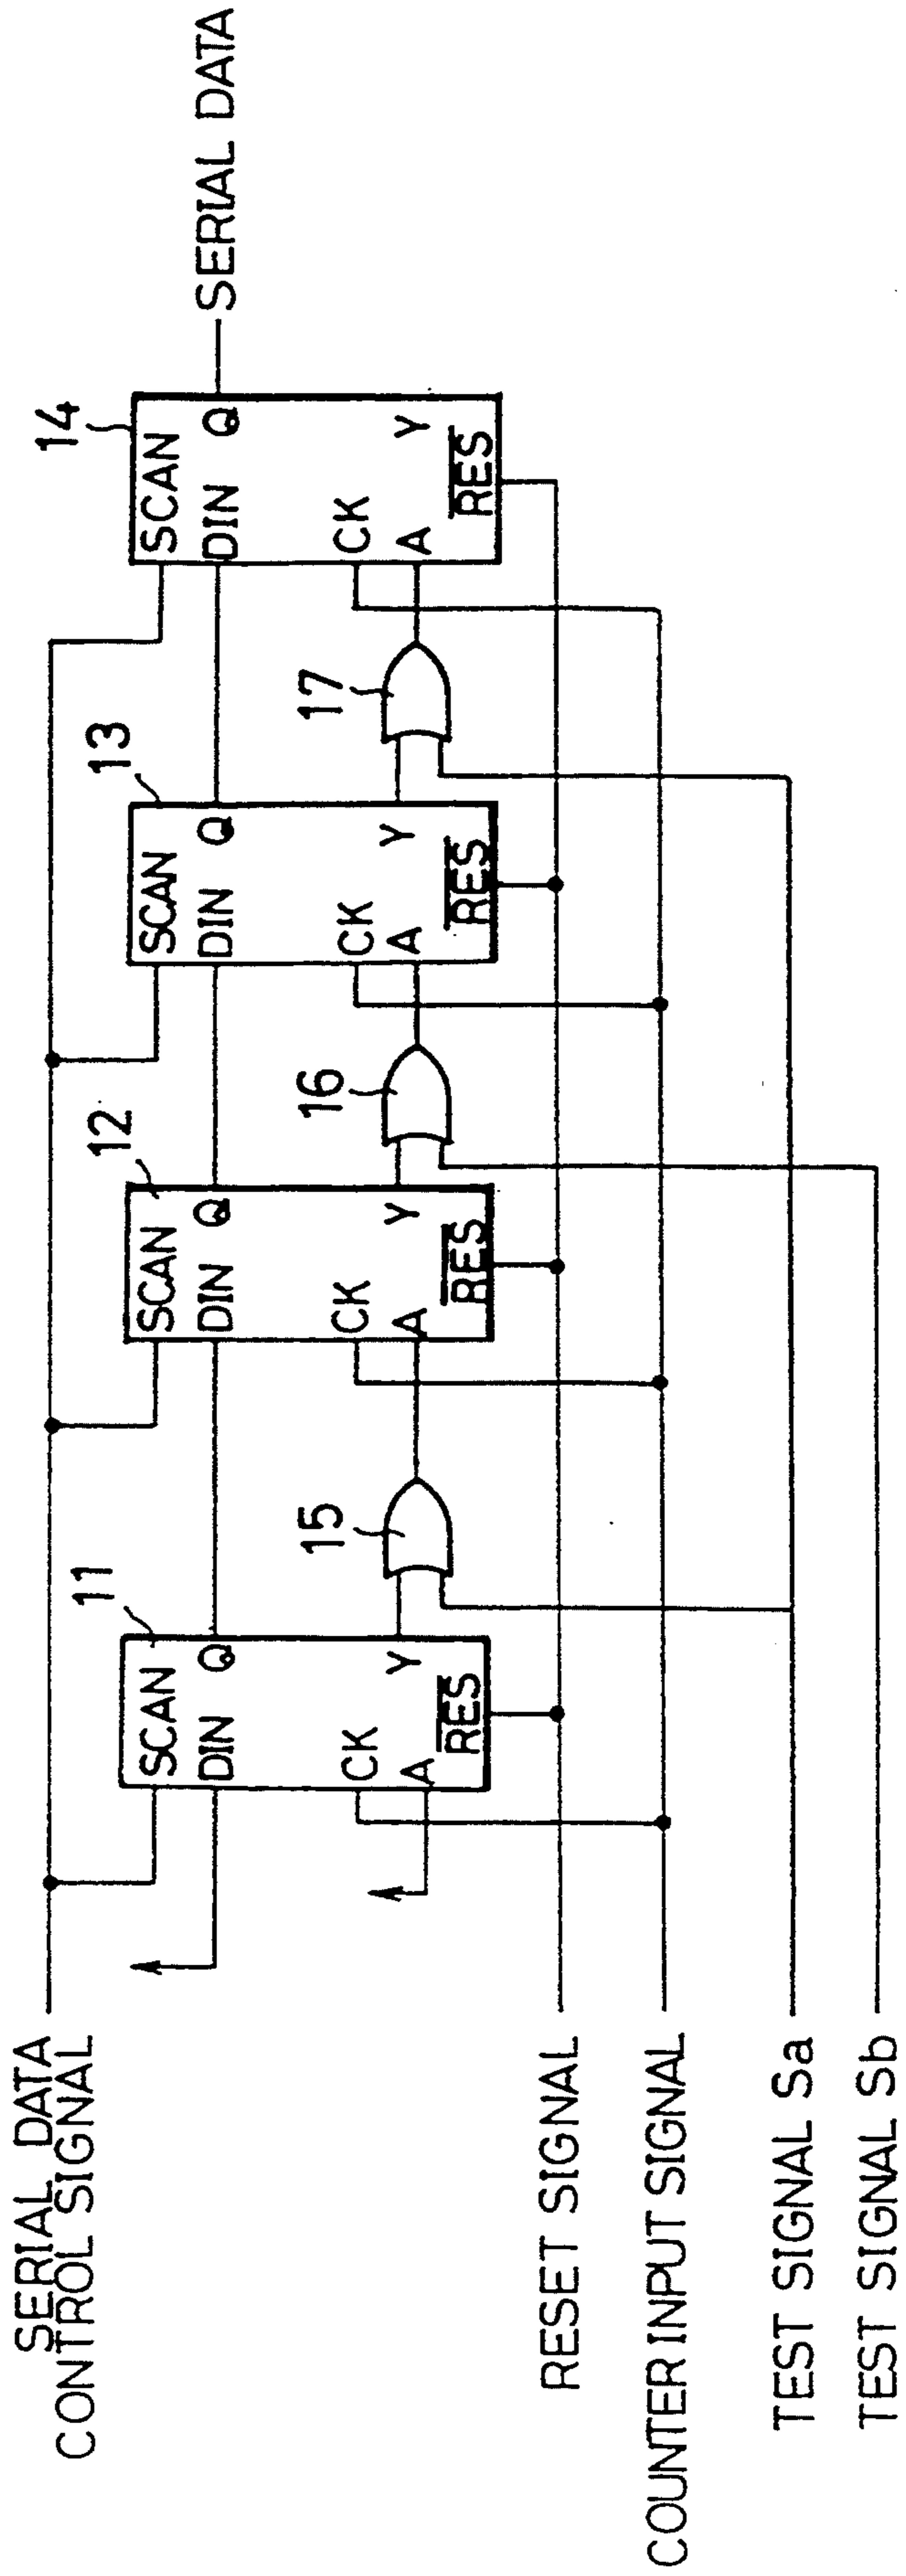 SERIAL DATA
CONTROL SIGNAL
11
SCAN
DIN Q
CK
A Y
RES
15
12
SCAN
DIN Q
CK
A Y
RES
16
13
SCAN
DIN Q
CK
A Y
RES
17
14
SCAN
DIN Q
CK
A Y
RES
SERIAL DATA
RESET SIGNAL
COUNTER INPUT SIGNAL
TEST SIGNAL Sa
TEST SIGNAL Sb